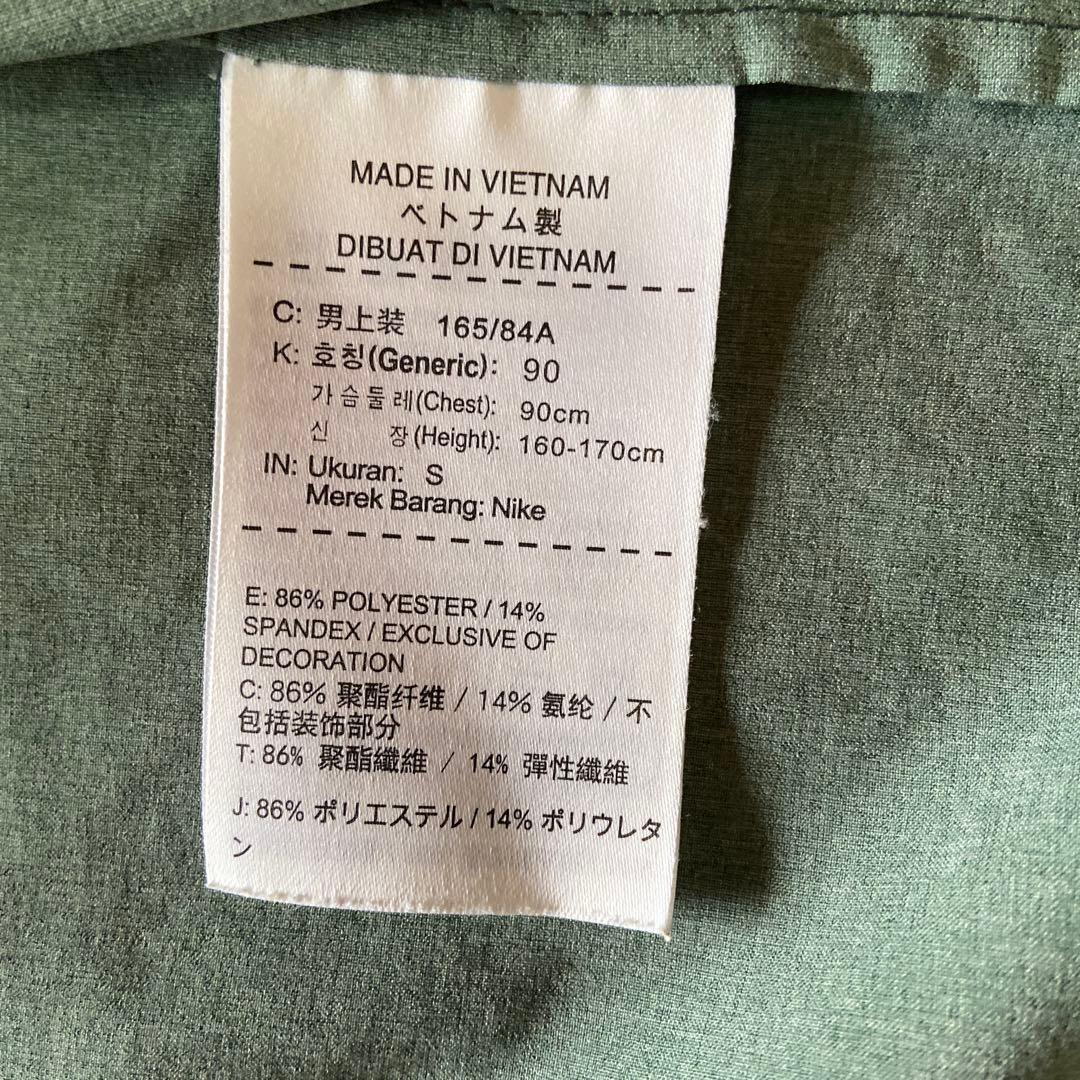 MADE IN VIETNAM
ベトナム製
DIBUAT DI VIETNAM
C: 男上装 165/84A
K: 호칭(Generic): 90
가슴둘레(Chest): 90cm
신 장(Height): 160-170cm
IN: Ukuran: S
Merek Barang: Nike
E: 86% POLYESTER / 14%
SPANDEX / EXCLUSIVE OF
DECORATION
C: 86% 聚酯纤维 / 14% 氨纶 / 不
包括装饰部分
T: 86% 聚酯纖維 / 14% 彈性纖維
J: 86% ポリエステル / 14% ポリウレタ
ン